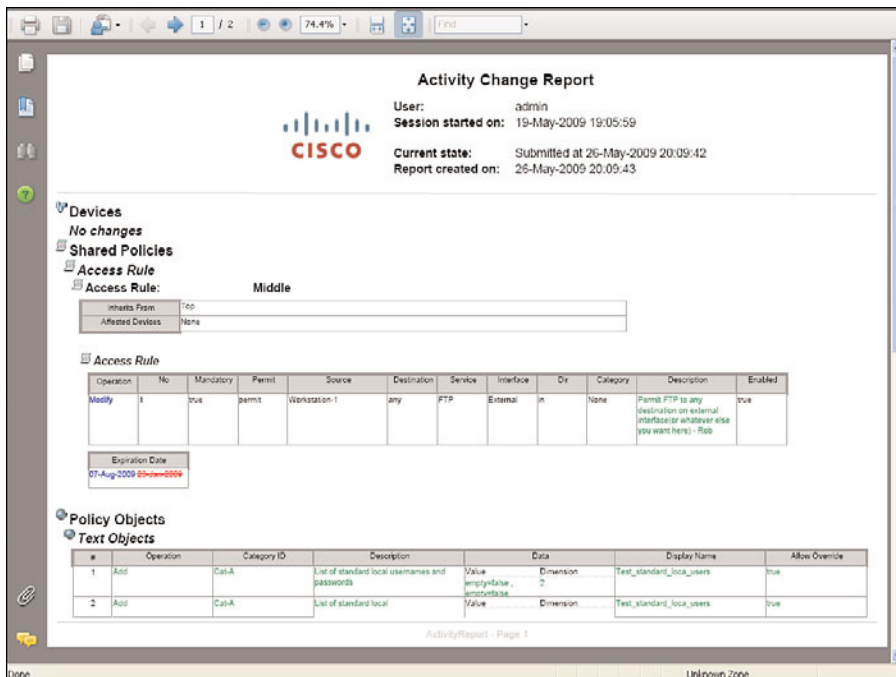 1 / 2 74.4% Find
Activity Change Report
User: admin
Session started on: 19-May-2009 19:05:59
CISCO
Current state: Submitted at 26-May-2009 20:09:42
Report created on: 26-May-2009 20:09:43
Devices
No changes
Shared Policies
Access Rule
Access Rule: Middle
Inherits From Top
Affected Devices None
Access Rule
Operation No Mandatory Permit Source Destination Service Interface Dir Category Description Enabled
Modify 1 true permit Workstation-1 any FTP External in None Permit FTP to any true
destination on external
interface(or whatever else
you want here) - Rob
Expiration Date
07-Aug-2009
Policy Objects
Text Objects
# Operation Category ID Description Data Display Name Allow Override
1 Add Cat-A List of standard local usernames and Value Dimension Test_standard_loca_users true
passwords empty=false , 2
empty=false
2 Add Cat-A List of standard local Value Dimension Test_standard_loca_users true
ActivityReport - Page 1
Done Unknown Zone